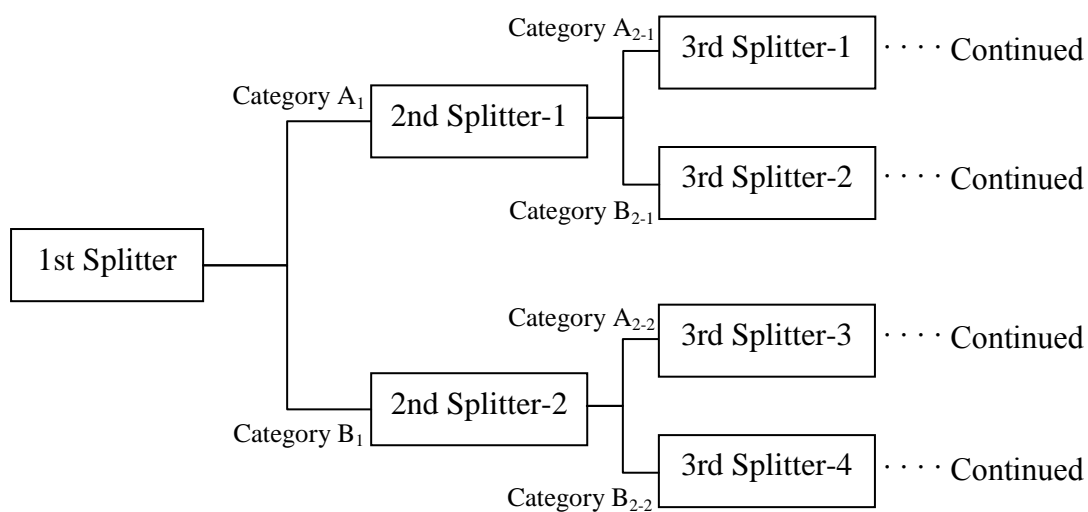 Category A2-1
3rd Splitter-1 · · · · Continued
Category A1
2nd Splitter-1
3rd Splitter-2 · · · · Continued
Category B2-1
1st Splitter
Category A2-2
3rd Splitter-3 · · · · Continued
2nd Splitter-2
Category B1
3rd Splitter-4 · · · · Continued
Category B2-2